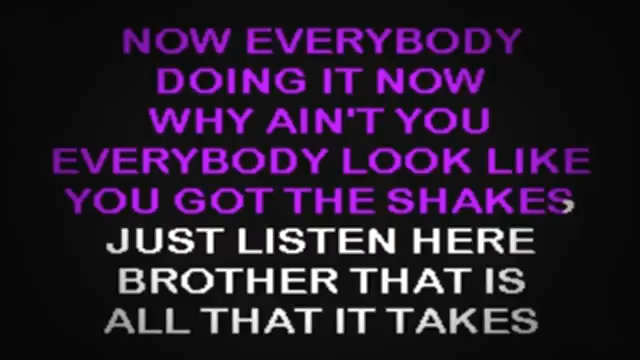 NOW EVERYBODY
DOING IT NOW
WHY AIN'T YOU
EVERYBODY LOOK LIKE
YOU GOT THE SHAKES
JUST LISTEN HERE
BROTHER THAT IS
ALL THAT IT TAKES